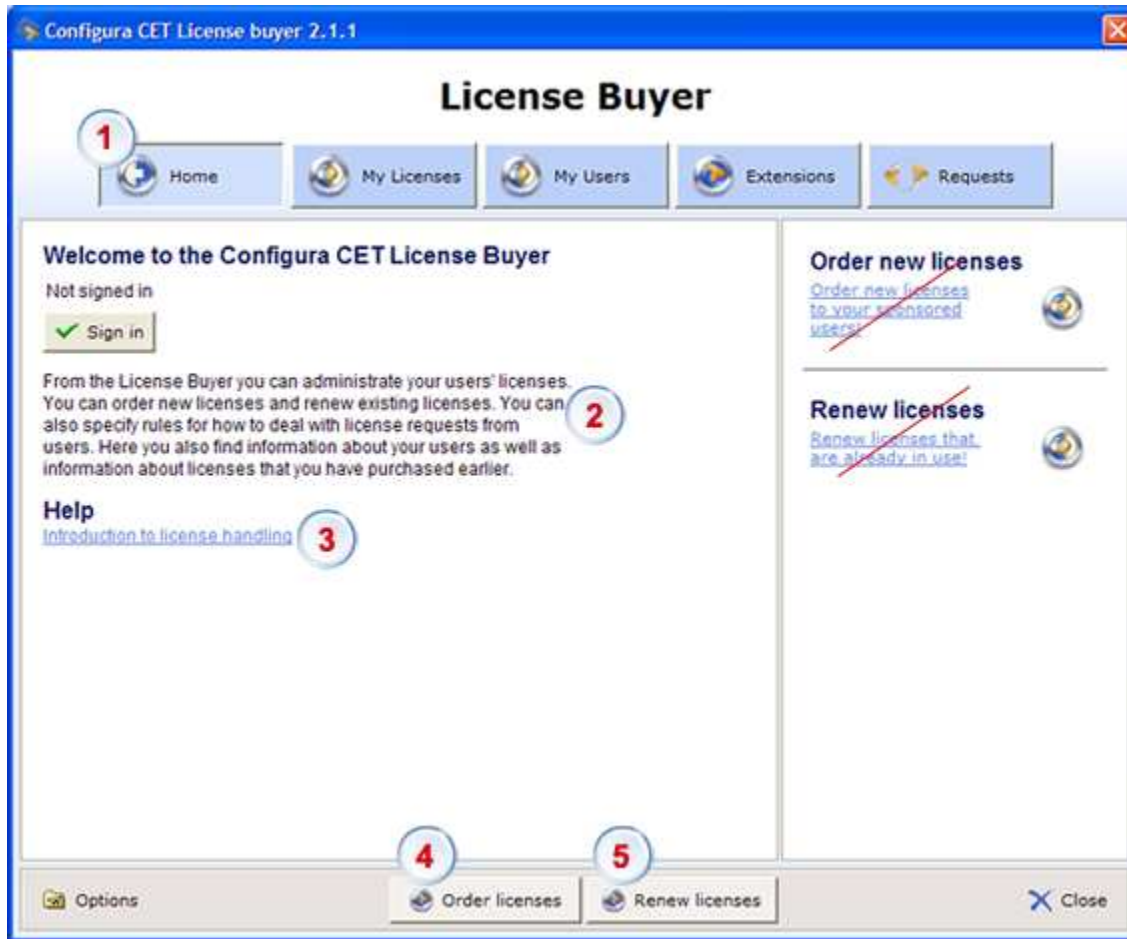 Configura CET License buyer 2.1.1
License Buyer
1
Home
My Licenses
My Users
Extensions
Requests
Welcome to the Configura CET License Buyer
Not signed in
Sign in
From the License Buyer you can administrate your users' licenses.
You can order new licenses and renew existing licenses. You can
also specify rules for how to deal with license requests from
users. Here you also find information about your users as well as
information about licenses that you have purchased earlier.
2
Help
Introduction to license handling
3
Order new licenses
Order new licenses
to your sponsored
users!
Renew licenses
Renew licenses that
are already in use!
4
5
Options
Order licenses
Renew licenses
Close